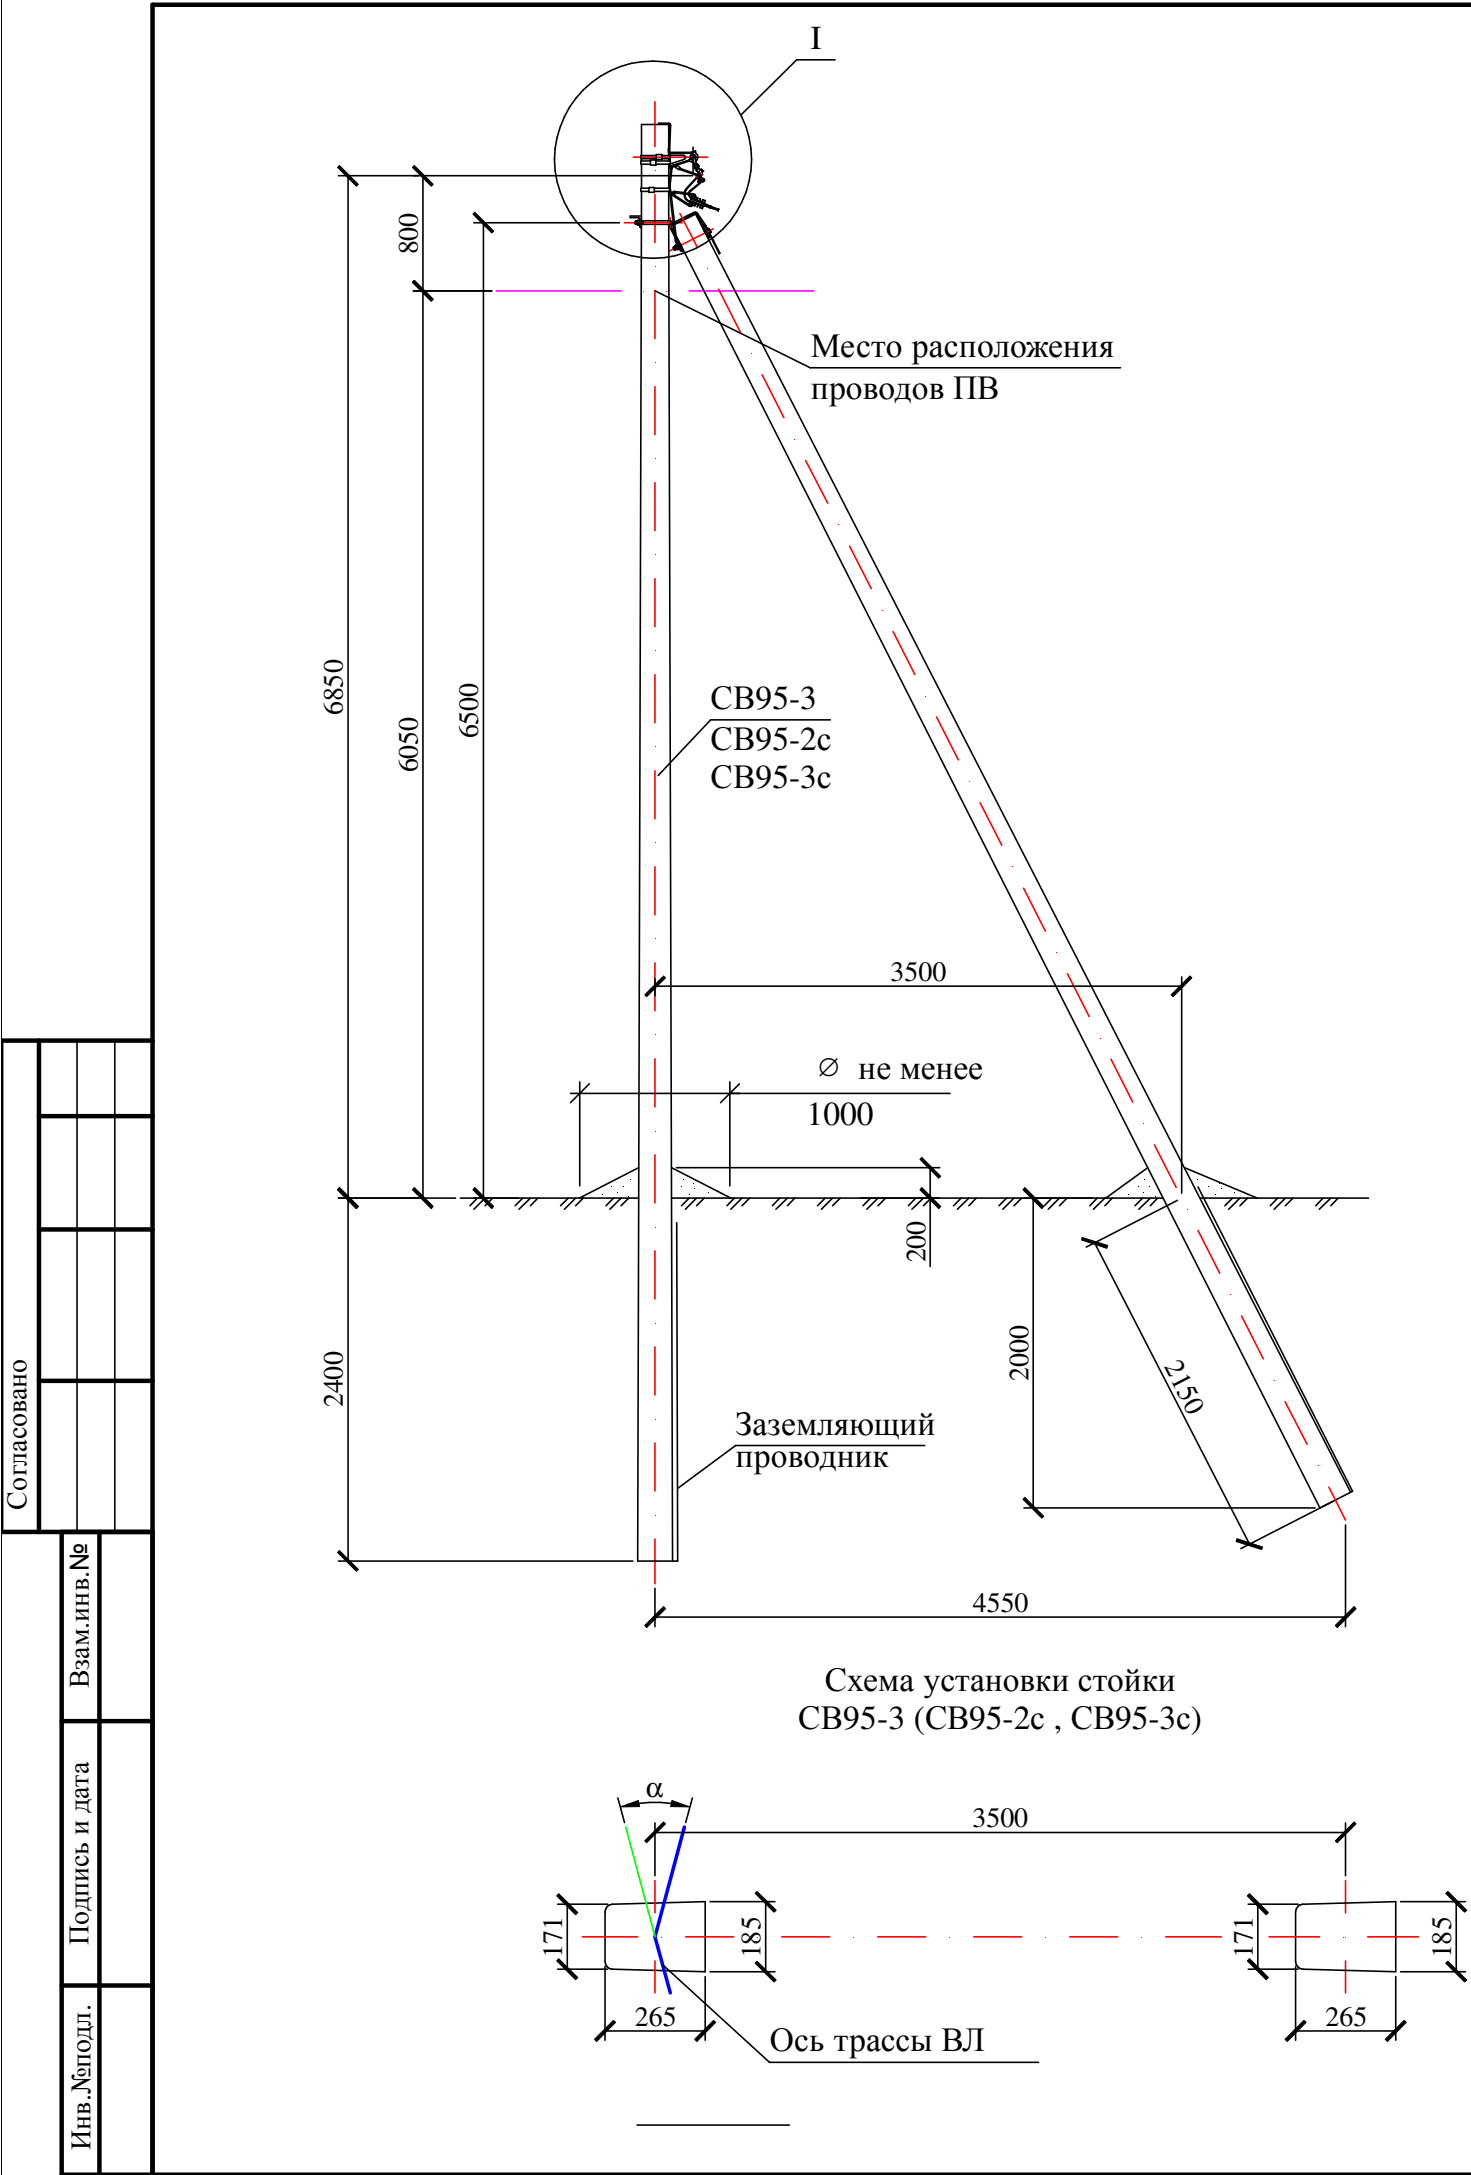 I
800
6500
6850
6050
Место расположения
проводов ПВ
СВ95-3
СВ95-2с
СВ95-3с
3500
∅ не менее
1000
200
2400
2000
2150
Заземляющий
проводник
4550
Схема установки стойки
СВ95-3 (СВ95-2с , СВ95-3с)
α
3500
171
185
265
171
185
265
Ось трассы ВЛ
Согласовано
Взам.инв.№
Подпись и дата
Инв.№подл.